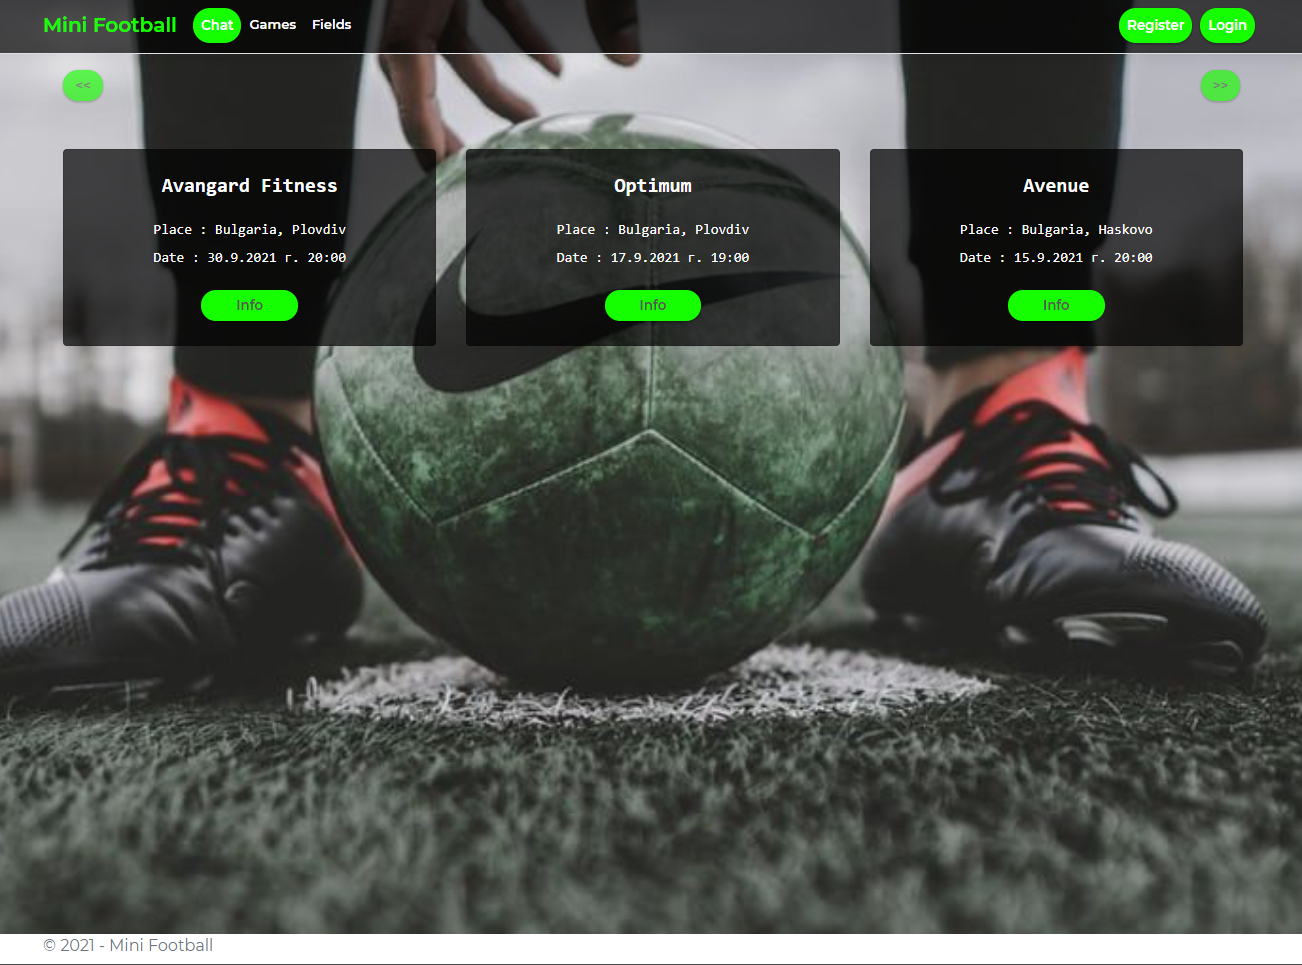 Mini Football Chat Games Fields Register Login
<< >>
Avangard Fitness
Place : Bulgaria, Plovdiv
Date : 30.9.2021 г. 20:00
Info
Optimum
Place : Bulgaria, Plovdiv
Date : 17.9.2021 г. 19:00
Info
Avenue
Place : Bulgaria, Haskovo
Date : 15.9.2021 г. 20:00
Info
© 2021 - Mini Football